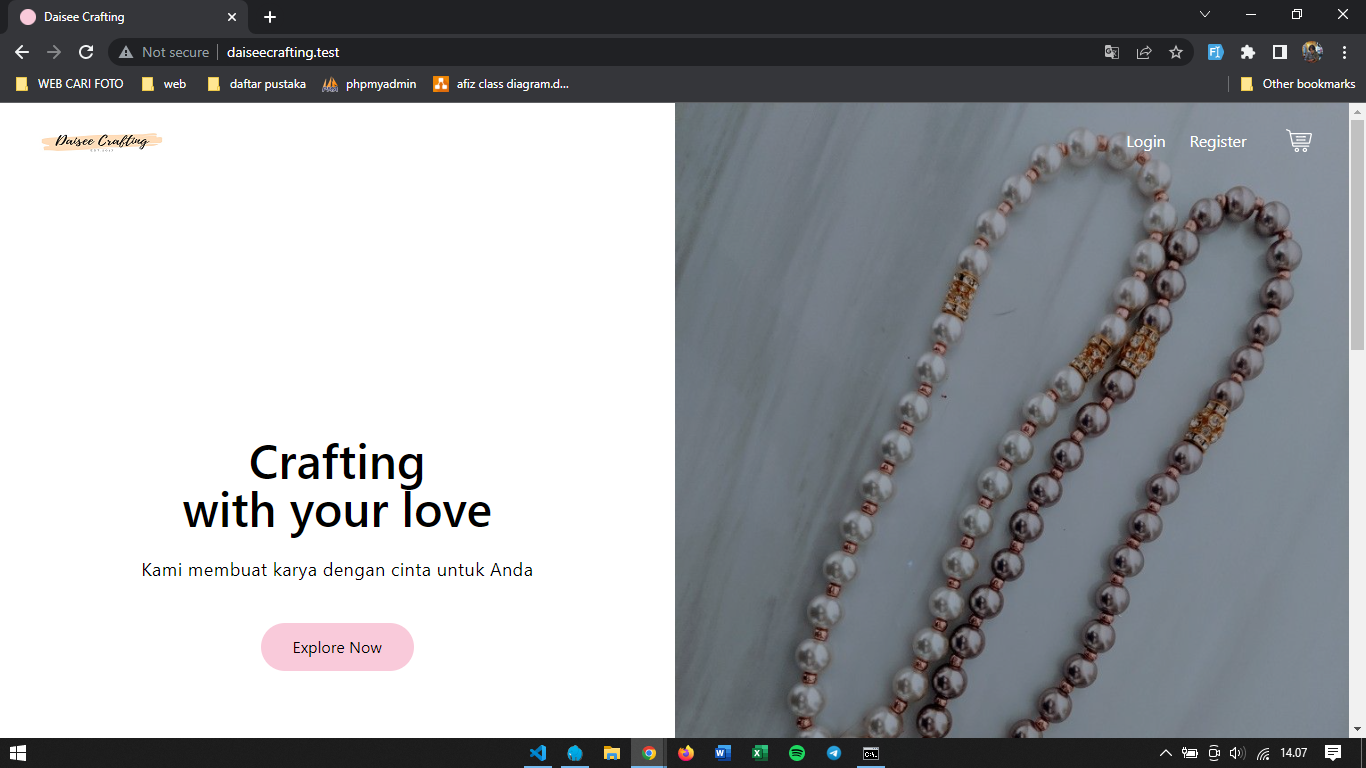 Daisee Crafting
Not secure
daiseecrafting.test
WEB CARI FOTO
web
daftar pustaka
phpmyadmin
afiz class diagram.d...
Other bookmarks
Daisee Crafting
Login
Register
Crafting
with your love
Kami membuat karya dengan cinta untuk Anda
Explore Now
14.07